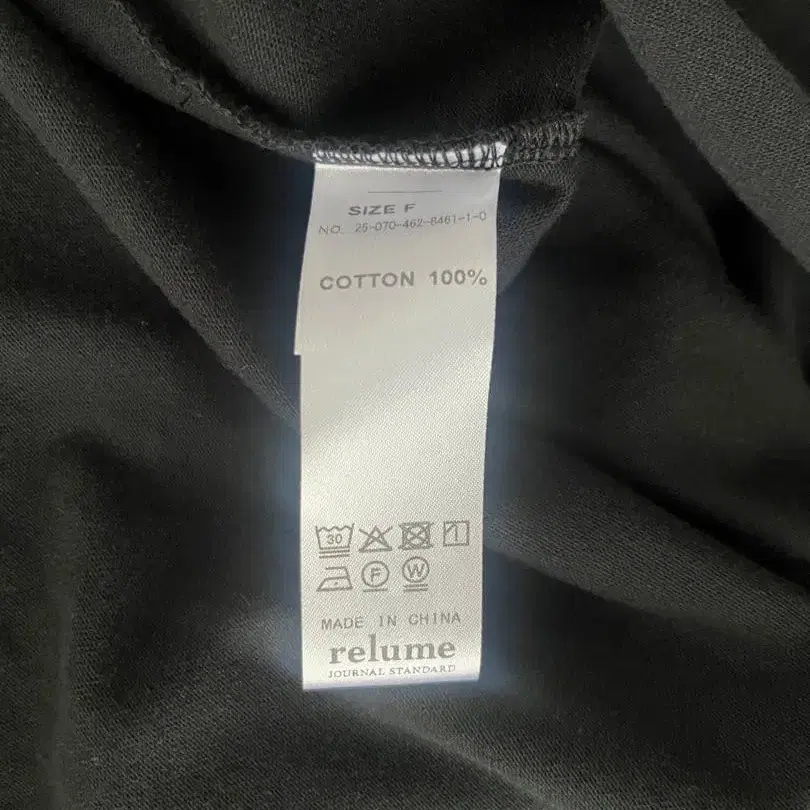 SIZE F
NO. 25-070-462-8461-1-0
COTTON 100%
30
F W
MADE IN CHINA
relume
JOURNAL STANDARD